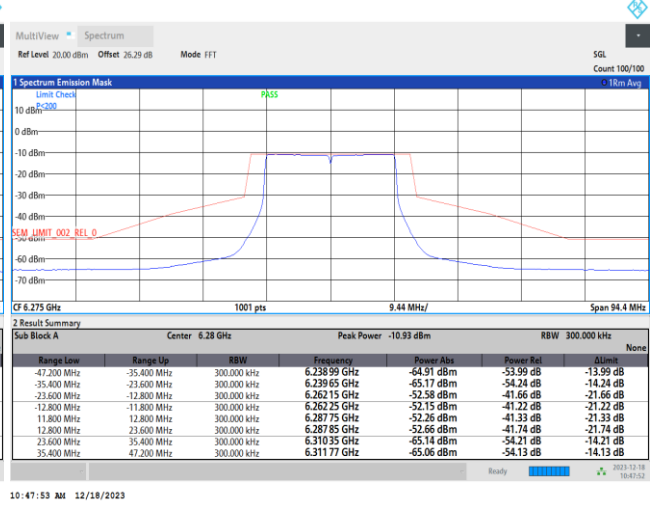 MultiView Spectrum
Ref Level 20.00 dBm Offset 26.29 dB Mode FFT SGL
Count 100/100
1 Spectrum Emission Mask 1Rm Avg
Limit Check PASS
P<200
10 dBm
0 dBm
-10 dBm
-20 dBm
-30 dBm
-40 dBm
SEM_LIMIT_002_REL_0
-50 dBm
-60 dBm
-70 dBm
CF 6.275 GHz 1001 pts 9.44 MHz/ Span 94.4 MHz
2 Result Summary
Sub Block A Center 6.28 GHz Peak Power -10.93 dBm RBW 300.000 kHz
None
Range Low Range Up RBW Frequency Power Abs Power Rel ΔLimit
-47.200 MHz -35.400 MHz 300.000 kHz 6.238 99 GHz -64.91 dBm -53.99 dB -13.99 dB
-35.400 MHz -23.600 MHz 300.000 kHz 6.239 65 GHz -65.17 dBm -54.24 dB -14.24 dB
-23.600 MHz -12.800 MHz 300.000 kHz 6.262 15 GHz -52.58 dBm -41.66 dB -21.66 dB
-12.800 MHz -11.800 MHz 300.000 kHz 6.262 25 GHz -52.15 dBm -41.22 dB -21.22 dB
11.800 MHz 12.800 MHz 300.000 kHz 6.287 75 GHz -52.26 dBm -41.33 dB -21.33 dB
12.800 MHz 23.600 MHz 300.000 kHz 6.287 85 GHz -52.66 dBm -41.74 dB -21.74 dB
23.600 MHz 35.400 MHz 300.000 kHz 6.310 35 GHz -65.14 dBm -54.21 dB -14.21 dB
35.400 MHz 47.200 MHz 300.000 kHz 6.311 77 GHz -65.06 dBm -54.13 dB -14.13 dB
Ready 2023-12-18
10:47:52
10:47:53 AM 12/18/2023